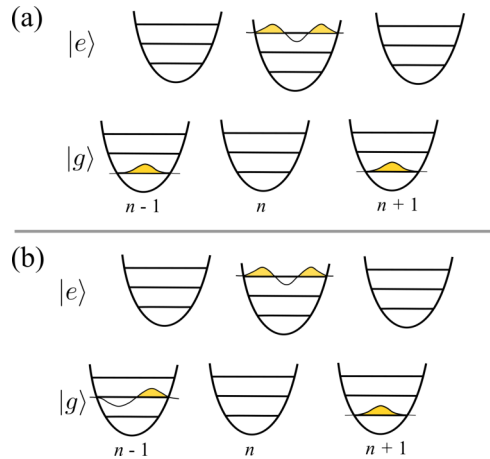 (a)
|e⟩
|g⟩
n - 1 n n + 1
(b)
|e⟩
|g⟩
n - 1 n n + 1